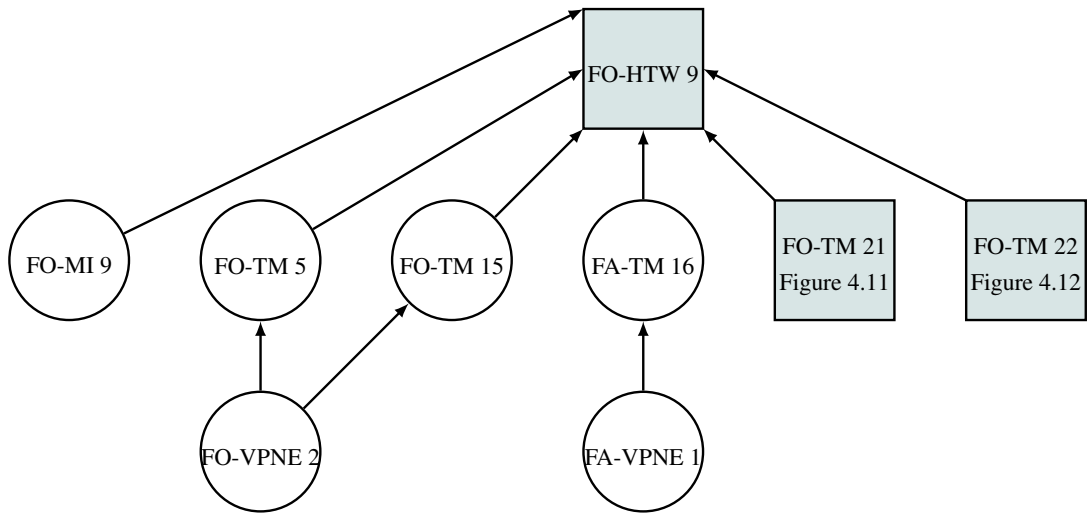 FO-HTW 9
FO-MI 9
FO-TM 5
FO-TM 15
FA-TM 16
FO-TM 21
Figure 4.11
FO-TM 22
Figure 4.12
FO-VPNE 2
FA-VPNE 1